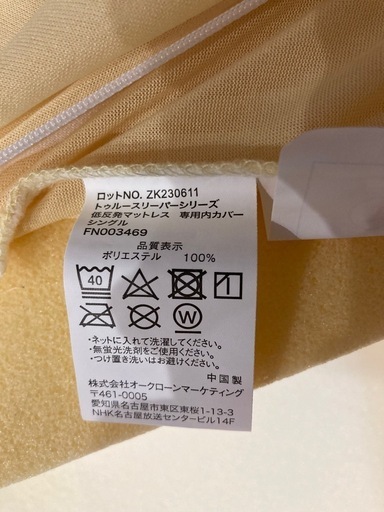 ロットNO. ZK230611
トゥルースリーパーシリーズ
低反発マットレス 専用内カバー
シングル
FN003469
品質表示
ポリエステル 100%
40
W
・ネットに入れて洗濯してください。
・無蛍光洗剤をご使用ください。
・つけ置き洗いはお避けください。
中国製
株式会社オークローンマーケティング
〒461-0005
愛知県名古屋市東区東桜1-13-3
NHK名古屋放送センタービル14F